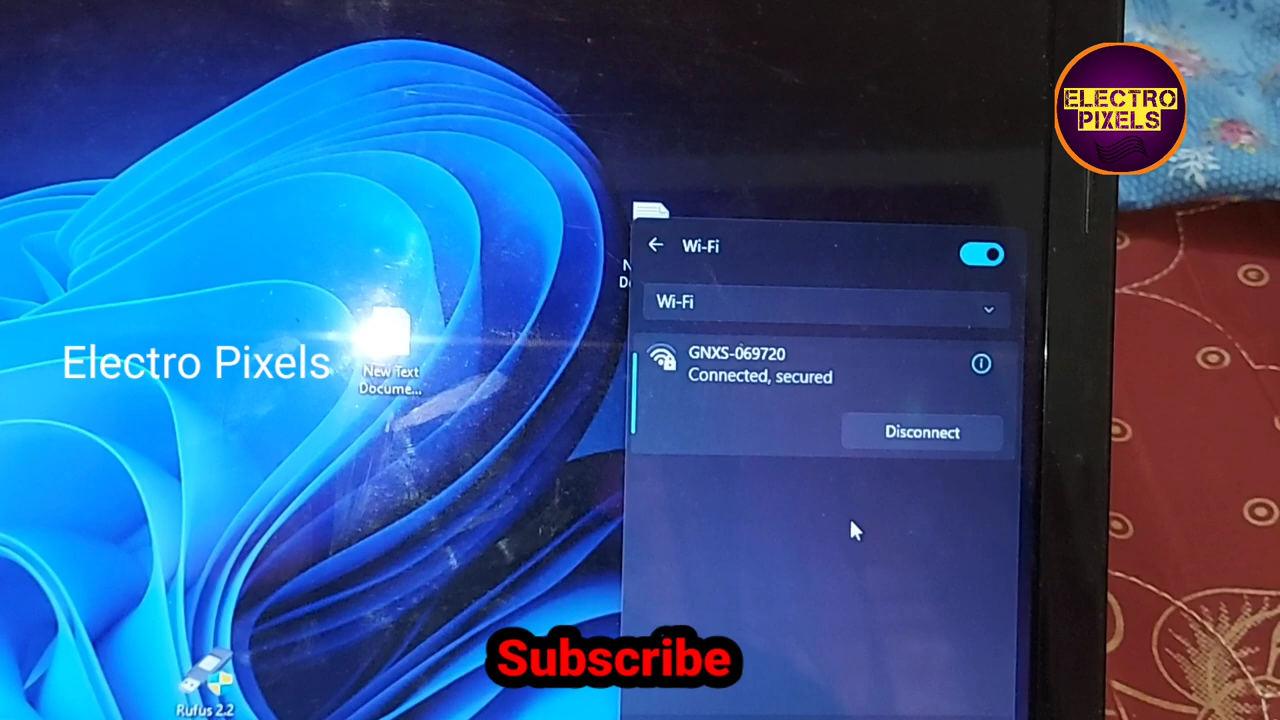 ELECTRO
PIXELS
Wi-Fi
Wi-Fi
GNXS-069720
Connected, secured
Disconnect
Electro Pixels
New Text
Docume...
Subscribe
Rufus 2.2